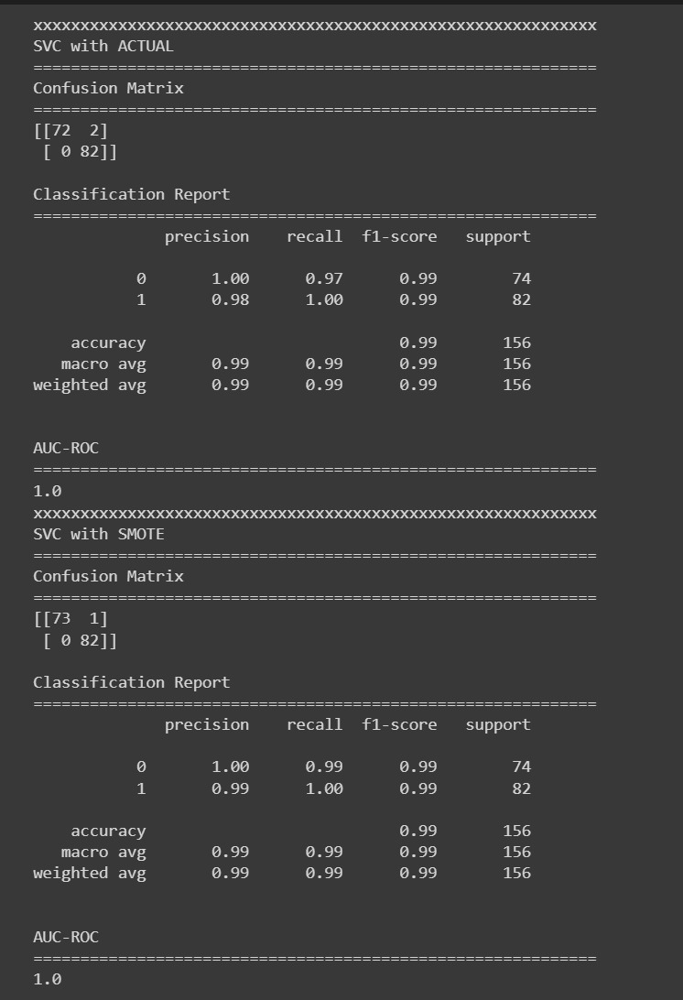 xxxxxxxxxxxxxxxxxxxxxxxxxxxxxxxxxxxxxxxxxxxxxxxxxxxxxxxxxxxx
SVC with ACTUAL
============================================================
Confusion Matrix
============================================================
[[72  2]
 [ 0 82]]
Classification Report
============================================================
              precision    recall  f1-score   support
           0       1.00      0.97      0.99        74
           1       0.98      1.00      0.99        82
    accuracy                           0.99       156
   macro avg       0.99      0.99      0.99       156
weighted avg       0.99      0.99      0.99       156
AUC-ROC
============================================================
1.0
xxxxxxxxxxxxxxxxxxxxxxxxxxxxxxxxxxxxxxxxxxxxxxxxxxxxxxxxxxxx
SVC with SMOTE
============================================================
Confusion Matrix
============================================================
[[73  1]
 [ 0 82]]
Classification Report
============================================================
              precision    recall  f1-score   support
           0       1.00      0.99      0.99        74
           1       0.99      1.00      0.99        82
    accuracy                           0.99       156
   macro avg       0.99      0.99      0.99       156
weighted avg       0.99      0.99      0.99       156
AUC-ROC
============================================================
1.0